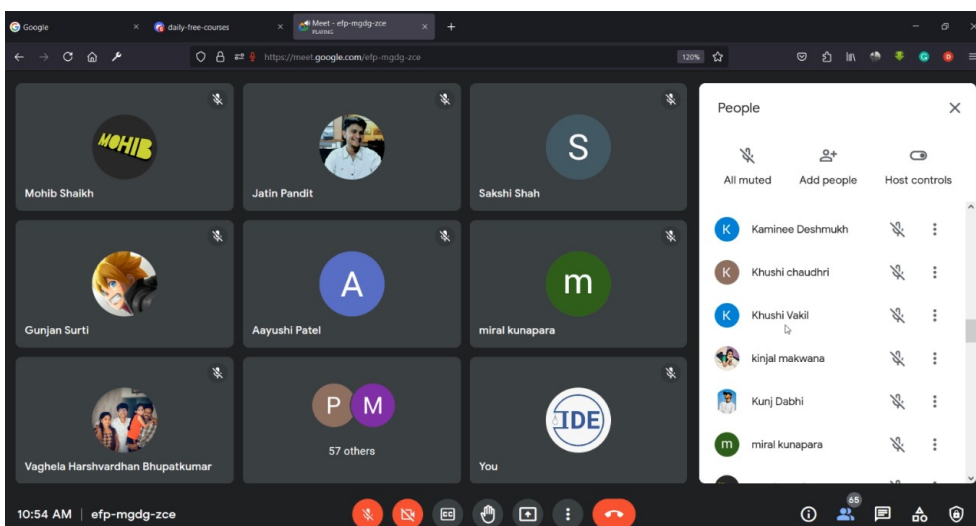 Google
daily-free-courses
Meet - efp-mgdg-zce
PLAYING
https://meet.google.com/efp-mgdg-zce
120%
MOHIB
Mohib Shaikh
Jatin Pandit
S
Sakshi Shah
Gunjan Surti
A
Aayushi Patel
m
miral kunapara
Vaghela Harshvardhan Bhupatkumar
P M
57 others
IDE
You
People
All muted
Add people
Host controls
K Kaminee Deshmukh
K Khushi chaudhri
K Khushi Vakil
kinjal makwana
Kunj Dabhi
m miral kunapara
10:54 AM | efp-mgdg-zce
CC
65